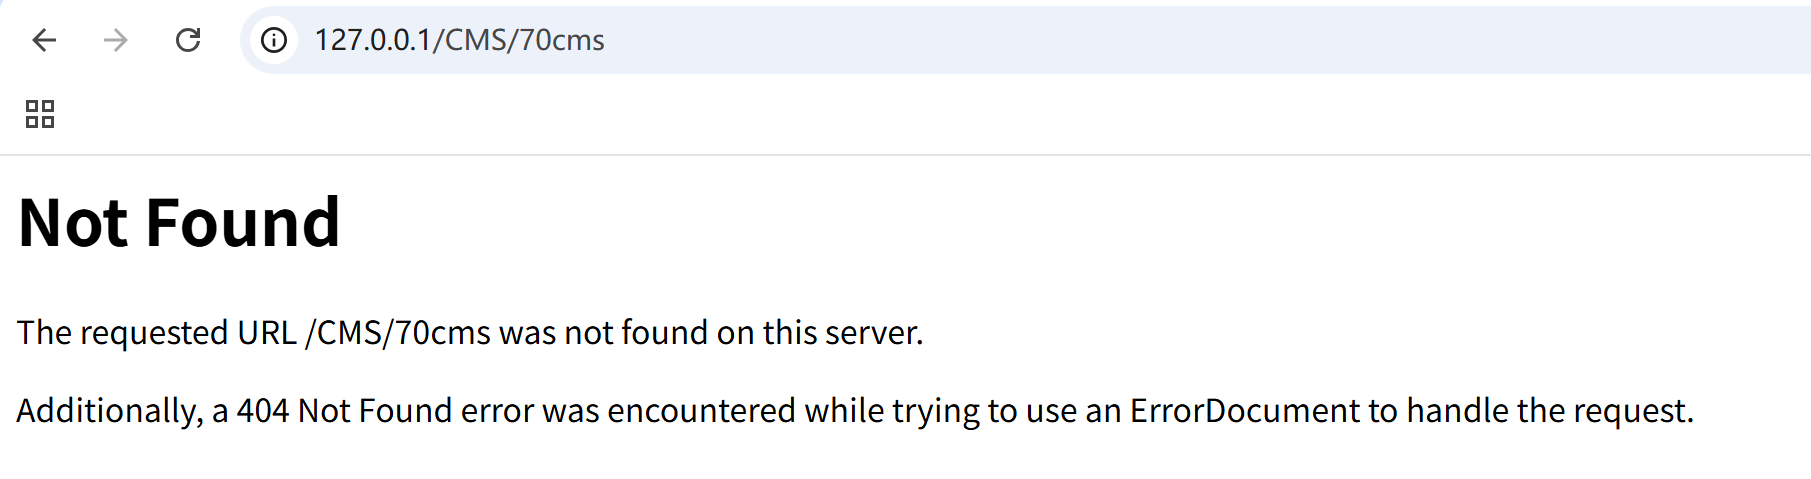 127.0.0.1/CMS/70cms
Not Found
The requested URL /CMS/70cms was not found on this server.
Additionally, a 404 Not Found error was encountered while trying to use an ErrorDocument to handle the request.